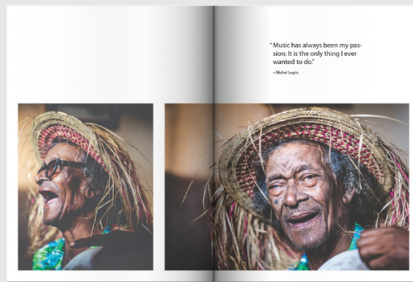 “Music has always been my pas-
sion; it is the only thing I ever
wanted to do.”